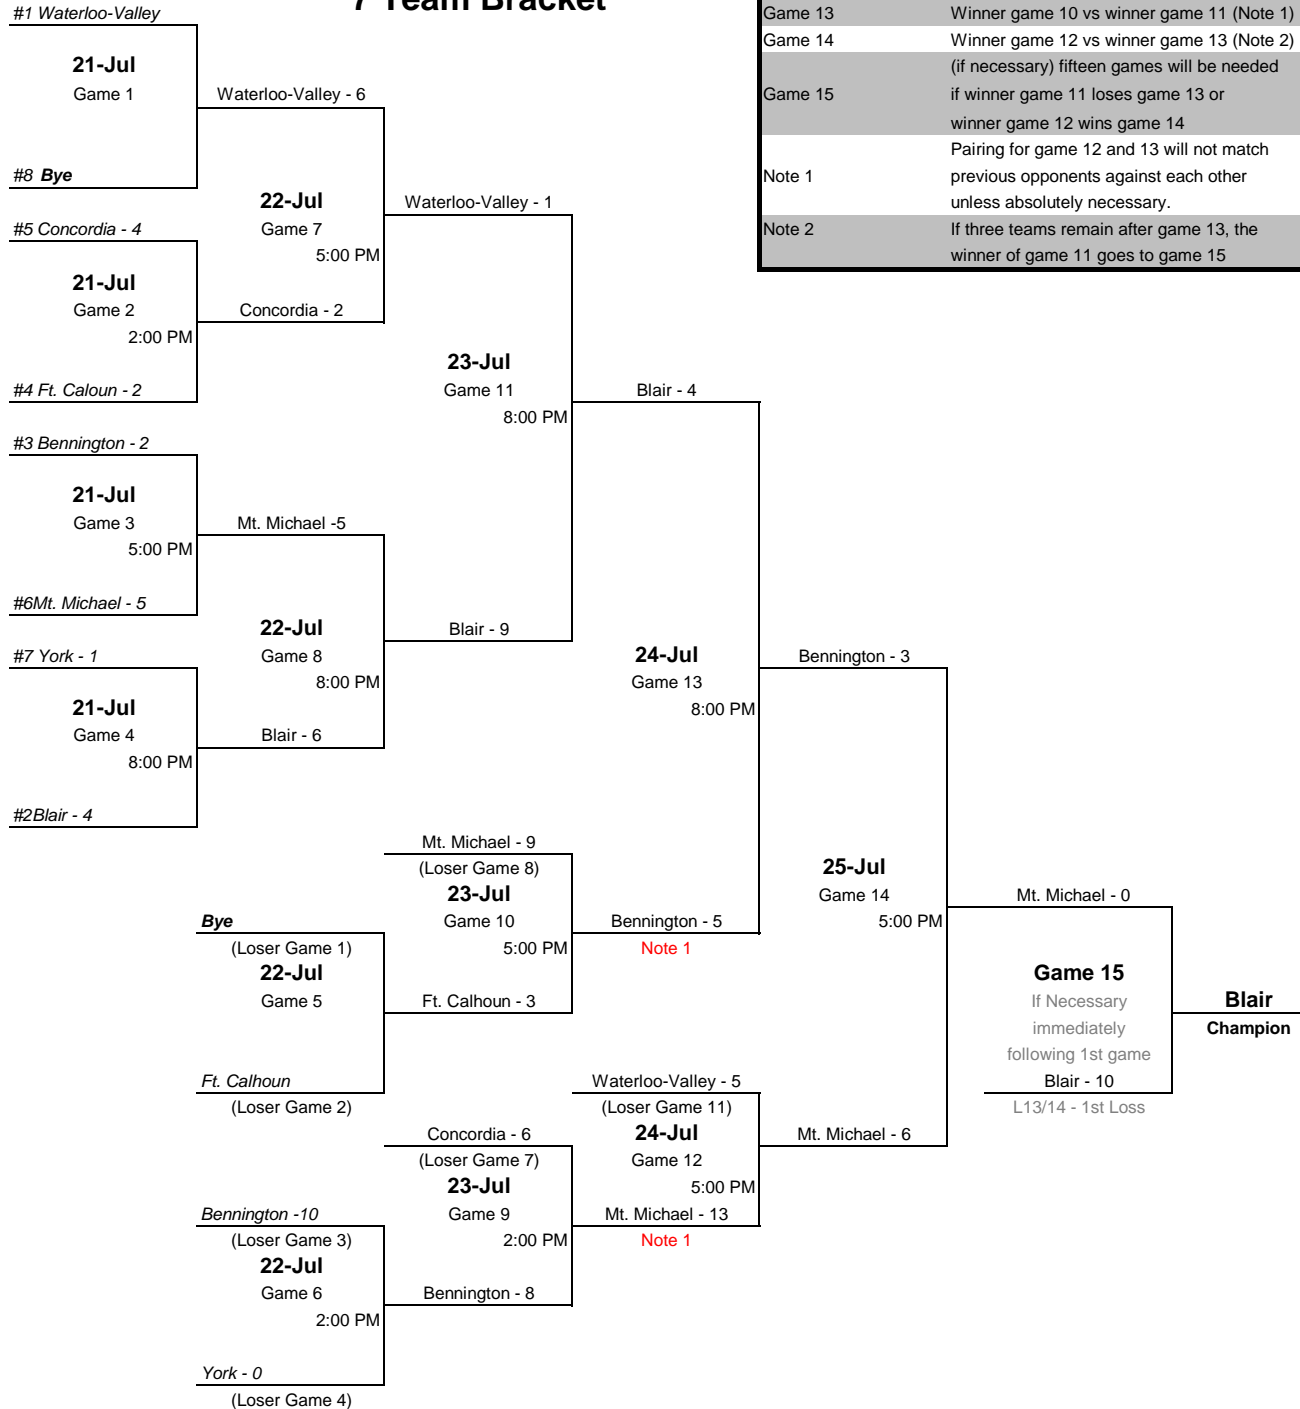 7 Team Bracket
#1 Waterloo-Valley
21-Jul
Game 1
#8 Bye
Waterloo-Valley - 6
22-Jul
Game 7
5:00 PM
#5 Concordia - 4
21-Jul
Game 2
2:00 PM
Concordia - 2
#4 Ft. Caloun - 2
Waterloo-Valley - 1
23-Jul
Game 11
8:00 PM
#3 Bennington - 2
21-Jul
Game 3
5:00 PM
Mt. Michael -5
#6Mt. Michael - 5
22-Jul
Game 8
8:00 PM
Blair - 9
#7 York - 1
21-Jul
Game 4
8:00 PM
Blair - 6
#2Blair - 4
Blair - 4
24-Jul
Game 13
8:00 PM
Bennington - 3
Mt. Michael - 9
(Loser Game 8)
23-Jul
Game 10
5:00 PM
Bennington - 5
Note 1
Bye
(Loser Game 1)
22-Jul
Game 5
Ft. Calhoun - 3
Ft. Calhoun
(Loser Game 2)
25-Jul
Game 14
5:00 PM
Mt. Michael - 0
Game 15
If Necessary
immediately
following 1st game
Blair - 10
L13/14 - 1st Loss
Blair
Champion
Waterloo-Valley - 5
(Loser Game 11)
24-Jul
Game 12
5:00 PM
Mt. Michael - 6
Mt. Michael - 13
Note 1
Concordia - 6
(Loser Game 7)
23-Jul
Game 9
2:00 PM
Bennington -10
(Loser Game 3)
22-Jul
Game 6
2:00 PM
Bennington - 8
York - 0
(Loser Game 4)
Game 13 Winner game 10 vs winner game 11 (Note 1)
Game 14 Winner game 12 vs winner game 13 (Note 2)
(if necessary) fifteen games will be needed
Game 15 if winner game 11 loses game 13 or
winner game 12 wins game 14
Pairing for game 12 and 13 will not match
Note 1 previous opponents against each other
unless absolutely necessary.
Note 2 If three teams remain after game 13, the
winner of game 11 goes to game 15